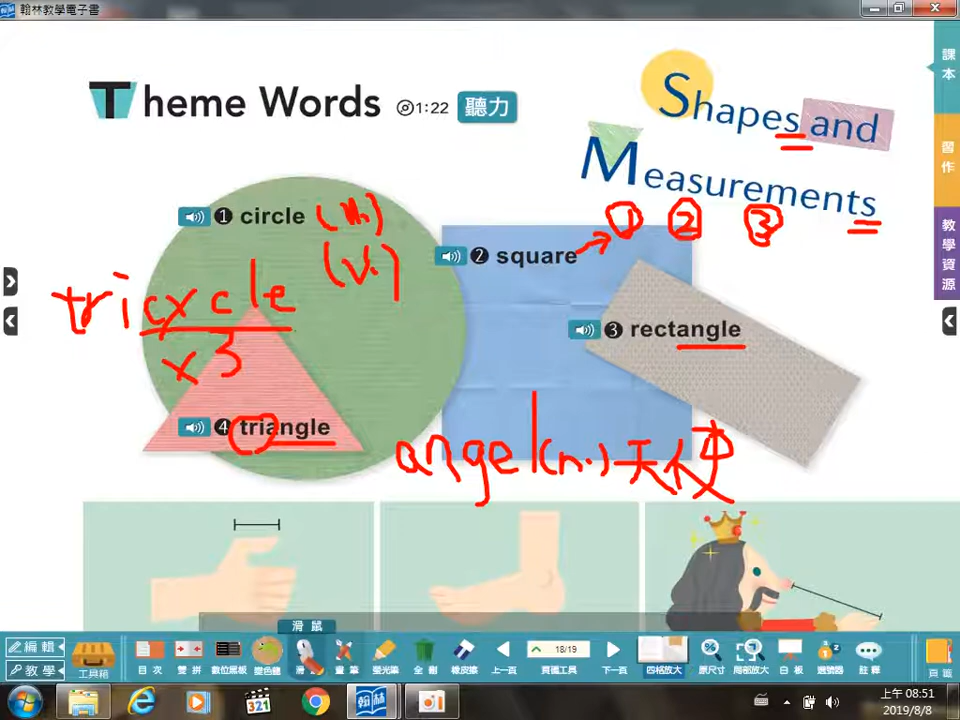 翰林教學電子書
Theme Words 1:22 聽力
Shapes and
Measurements
課本
習作
教學資源
1 circle (n.)
(v.)
2 square → ① ② ③
tricycle
x3
3 rectangle
4 triangle
angel (n.) 天使
編輯
教學
工具箱
目次
雙拼
數位黑板
變色龍
滑鼠
滑鼠
畫筆
螢光筆
全刪
橡皮擦
上一頁
18/19
頁碼工具
下一頁
四格放大
原尺寸
局部放大
白板
選號器
註釋
頁籤
321
翰林
上午 08:51
2019/8/8